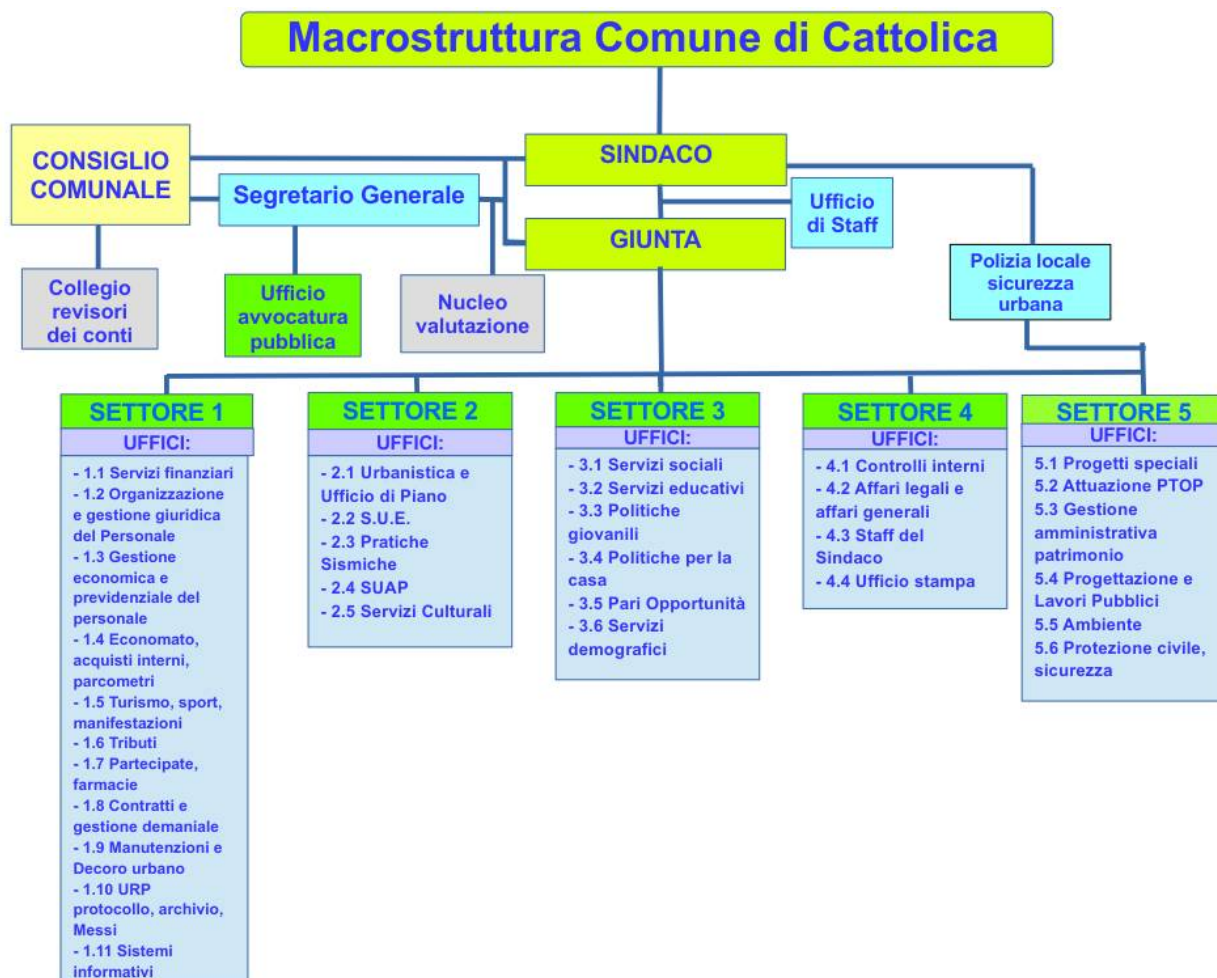 Macrostruttura Comune di Cattolica
CONSIGLIO
COMUNALE
SINDACO
Segretario Generale
Ufficio
di Staff
GIUNTA
Polizia locale
sicurezza
urbana
Collegio
revisori
dei conti
Ufficio
avvocatura
pubblica
Nucleo
valutazione
SETTORE 1
UFFICI:
- 1.1 Servizi finanziari
- 1.2 Organizzazione
e gestione giuridica
del Personale
- 1.3 Gestione
economica e
previdenziale del
personale
- 1.4 Economato,
acquisti interni,
parcometri
- 1.5 Turismo, sport,
manifestazioni
- 1.6 Tributi
- 1.7 Partecipate,
farmacie
- 1.8 Contratti e
gestione demaniale
- 1.9 Manutenzioni e
Decoro urbano
- 1.10 URP
protocollo, archivio,
Messi
- 1.11 Sistemi
informativi
SETTORE 2
UFFICI:
- 2.1 Urbanistica e
Ufficio di Piano
- 2.2 S.U.E.
- 2.3 Pratiche
Sismiche
- 2.4 SUAP
- 2.5 Servizi Culturali
SETTORE 3
UFFICI:
- 3.1 Servizi sociali
- 3.2 Servizi educativi
- 3.3 Politiche
giovanili
- 3.4 Politiche per la
casa
- 3.5 Pari Opportunità
- 3.6 Servizi
demografici
SETTORE 4
UFFICI:
- 4.1 Controlli interni
- 4.2 Affari legali e
affari generali
- 4.3 Staff del
Sindaco
- 4.4 Ufficio stampa
SETTORE 5
UFFICI:
5.1 Progetti speciali
5.2 Attuazione PTOP
5.3 Gestione
amministrativa
patrimonio
5.4 Progettazione e
Lavori Pubblici
5.5 Ambiente
5.6 Protezione civile,
sicurezza